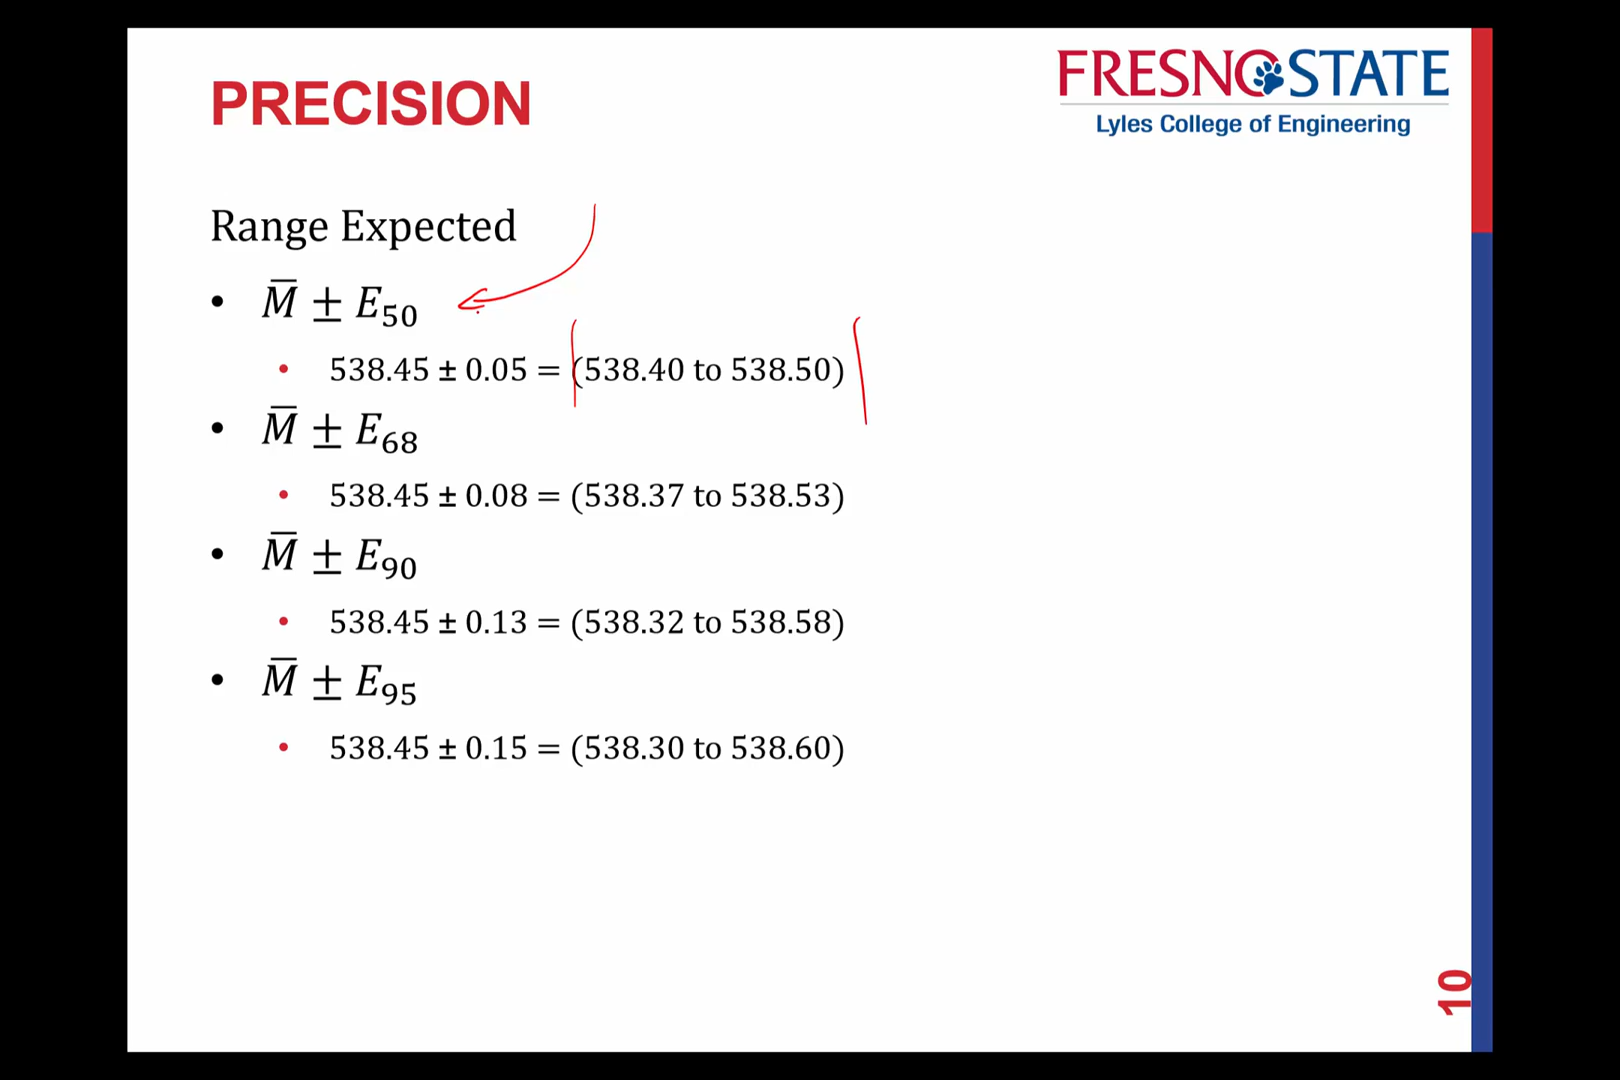 PRECISION
FRESNO STATE
Lyles College of Engineering
Range Expected
• M̅ ± E₅₀
• 538.45 ± 0.05 = (538.40 to 538.50)
• M̅ ± E₆₈
• 538.45 ± 0.08 = (538.37 to 538.53)
• M̅ ± E₉₀
• 538.45 ± 0.13 = (538.32 to 538.58)
• M̅ ± E₉₅
• 538.45 ± 0.15 = (538.30 to 538.60)
10